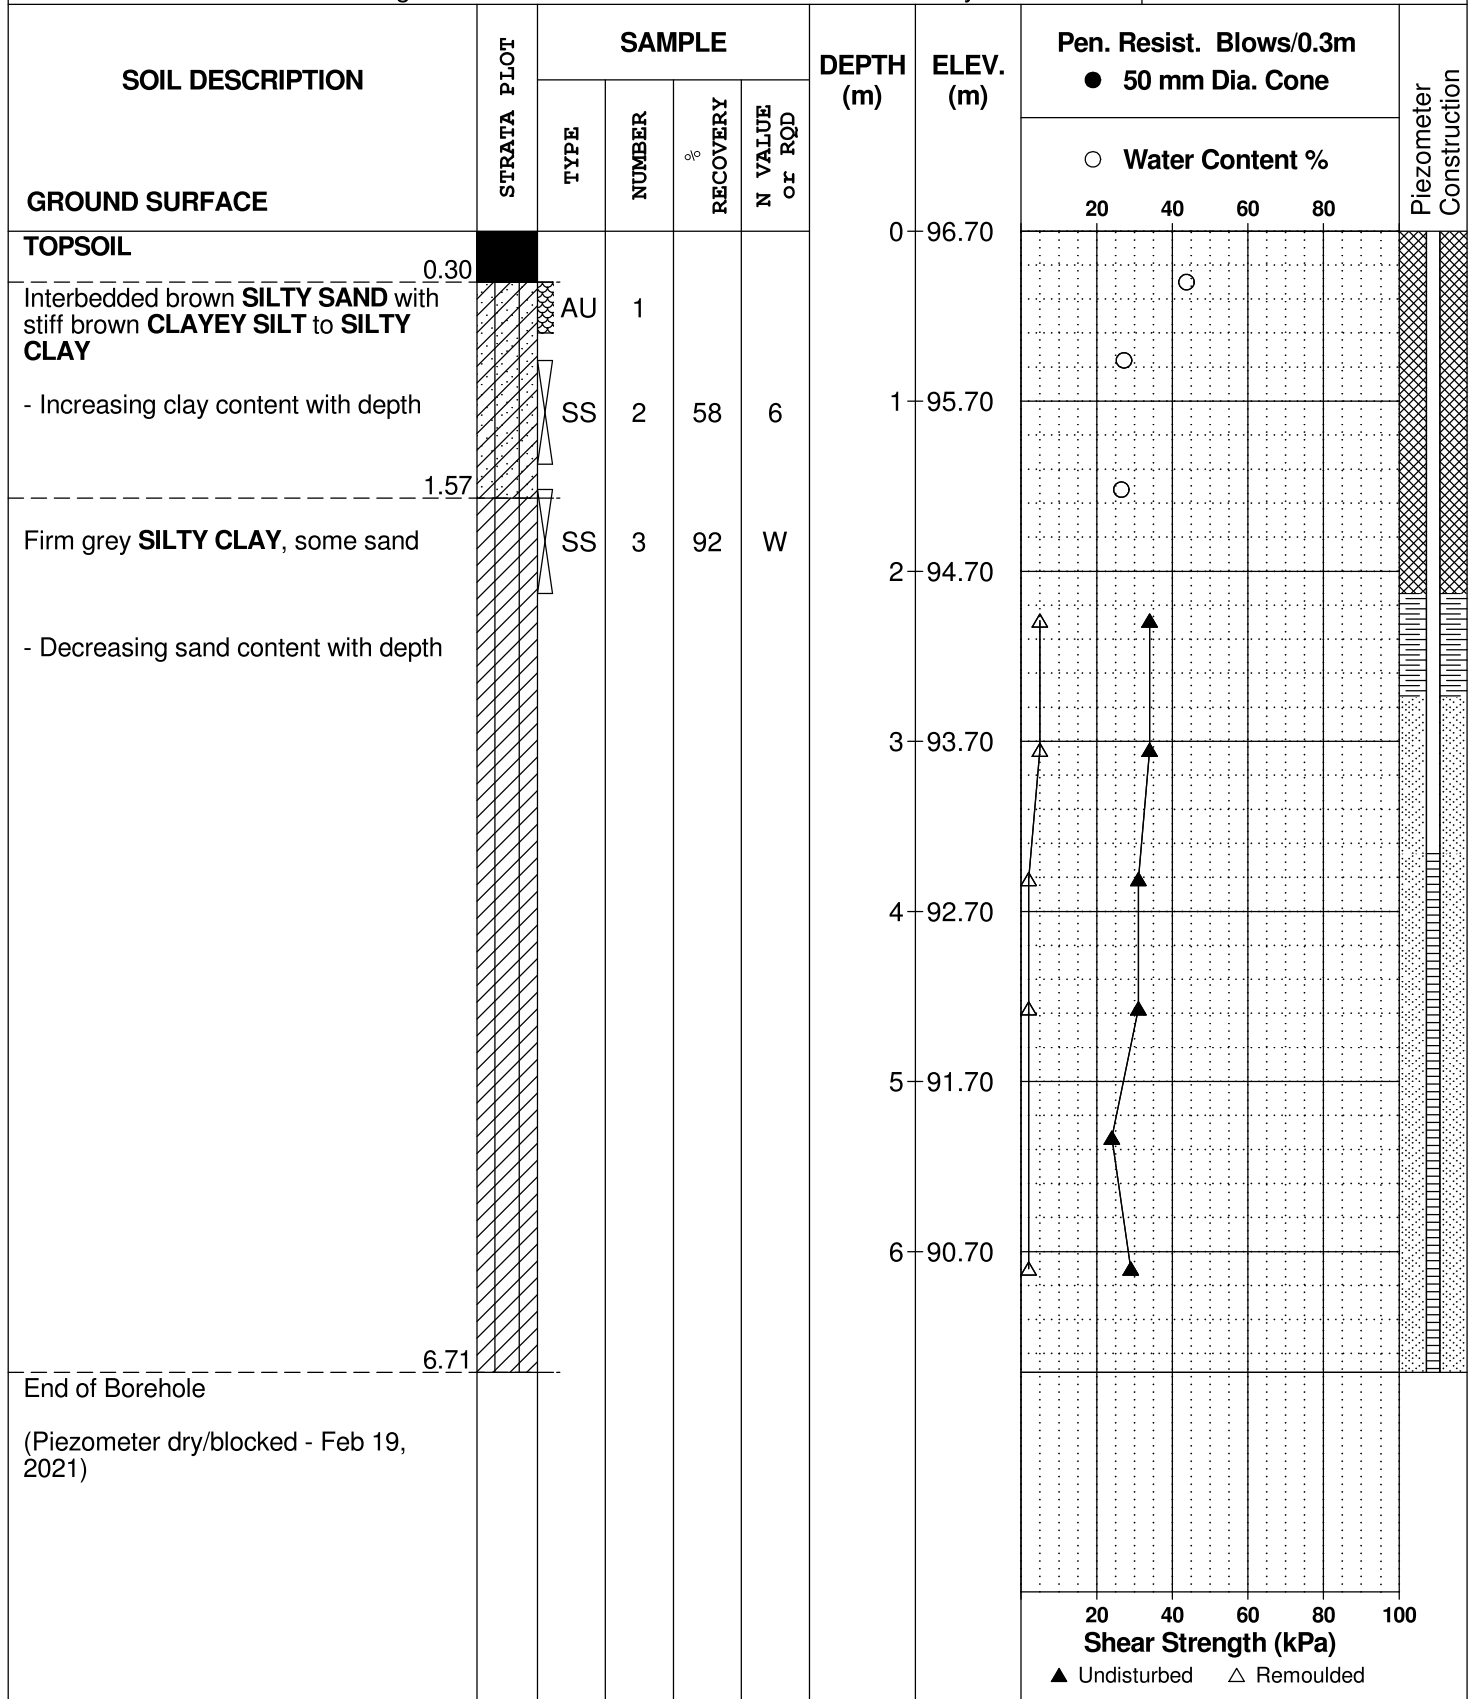 SOIL DESCRIPTION
GROUND SURFACE
STRATA PLOT
SAMPLE
TYPE
NUMBER
%
RECOVERY
N VALUE
or RQD
DEPTH
(m)
ELEV.
(m)
Pen. Resist. Blows/0.3m
● 50 mm Dia. Cone
○ Water Content %
20 40 60 80
Piezometer
Construction
0 96.70
TOPSOIL
0.30
Interbedded brown SILTY SAND with
stiff brown CLAYEY SILT to SILTY
CLAY
AU 1
- Increasing clay content with depth
SS 2 58 6
1 95.70
1.57
Firm grey SILTY CLAY, some sand
SS 3 92 W
2 94.70
- Decreasing sand content with depth
3 93.70
4 92.70
5 91.70
6 90.70
6.71
End of Borehole
(Piezometer dry/blocked - Feb 19,
2021)
20 40 60 80 100
Shear Strength (kPa)
▲ Undisturbed △ Remoulded